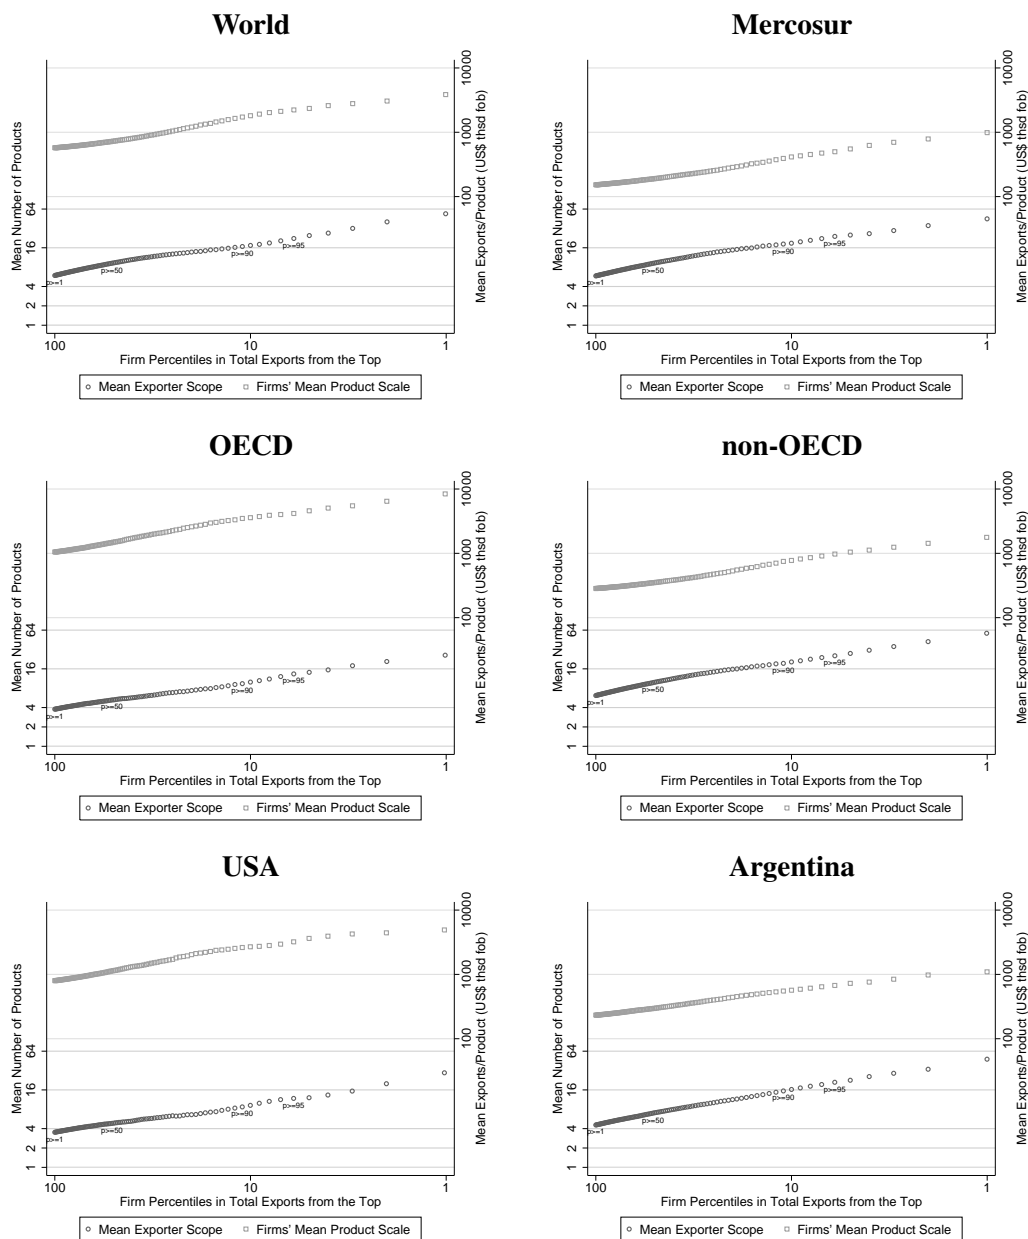 World
Mean Number of Products
1 2 4 16 64
Mean Exports/Product (US$ thsd fob)
100 1000 10000
p>=1
p>=50
p>=90
p>=95
100 10 1
Firm Percentiles in Total Exports from the Top
Mean Exporter Scope Firms' Mean Product Scale
Mercosur
Mean Number of Products
1 2 4 16 64
Mean Exports/Product (US$ thsd fob)
100 1000 10000
p>=1
p>=50
p>=90
p>=95
100 10 1
Firm Percentiles in Total Exports from the Top
Mean Exporter Scope Firms' Mean Product Scale
OECD
Mean Number of Products
1 2 4 16 64
Mean Exports/Product (US$ thsd fob)
100 1000 10000
p>=1
p>=50
p>=90
p>=95
100 10 1
Firm Percentiles in Total Exports from the Top
Mean Exporter Scope Firms' Mean Product Scale
non-OECD
Mean Number of Products
1 2 4 16 64
Mean Exports/Product (US$ thsd fob)
100 1000 10000
p>=1
p>=50
p>=90
p>=95
100 10 1
Firm Percentiles in Total Exports from the Top
Mean Exporter Scope Firms' Mean Product Scale
USA
Mean Number of Products
1 2 4 16 64
Mean Exports/Product (US$ thsd fob)
100 1000 10000
p>=1
p>=50
p>=90
p>=95
100 10 1
Firm Percentiles in Total Exports from the Top
Mean Exporter Scope Firms' Mean Product Scale
Argentina
Mean Number of Products
1 2 4 16 64
Mean Exports/Product (US$ thsd fob)
100 1000 10000
p>=1
p>=50
p>=90
p>=95
100 10 1
Firm Percentiles in Total Exports from the Top
Mean Exporter Scope Firms' Mean Product Scale